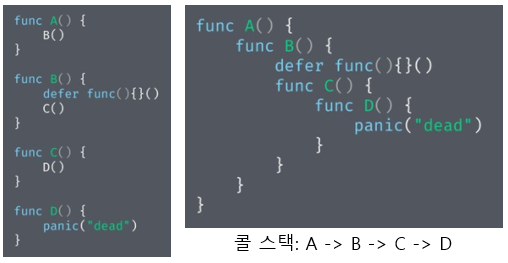 func A() {
    B()
}
func B() {
    defer func(){}()
    C()
}
func C() {
    D()
}
func D() {
    panic("dead")
}
func A() {
    func B() {
        defer func(){}()
        func C() {
            func D() {
                panic("dead")
            }
        }
    }
}
콜 스택: A -> B -> C -> D